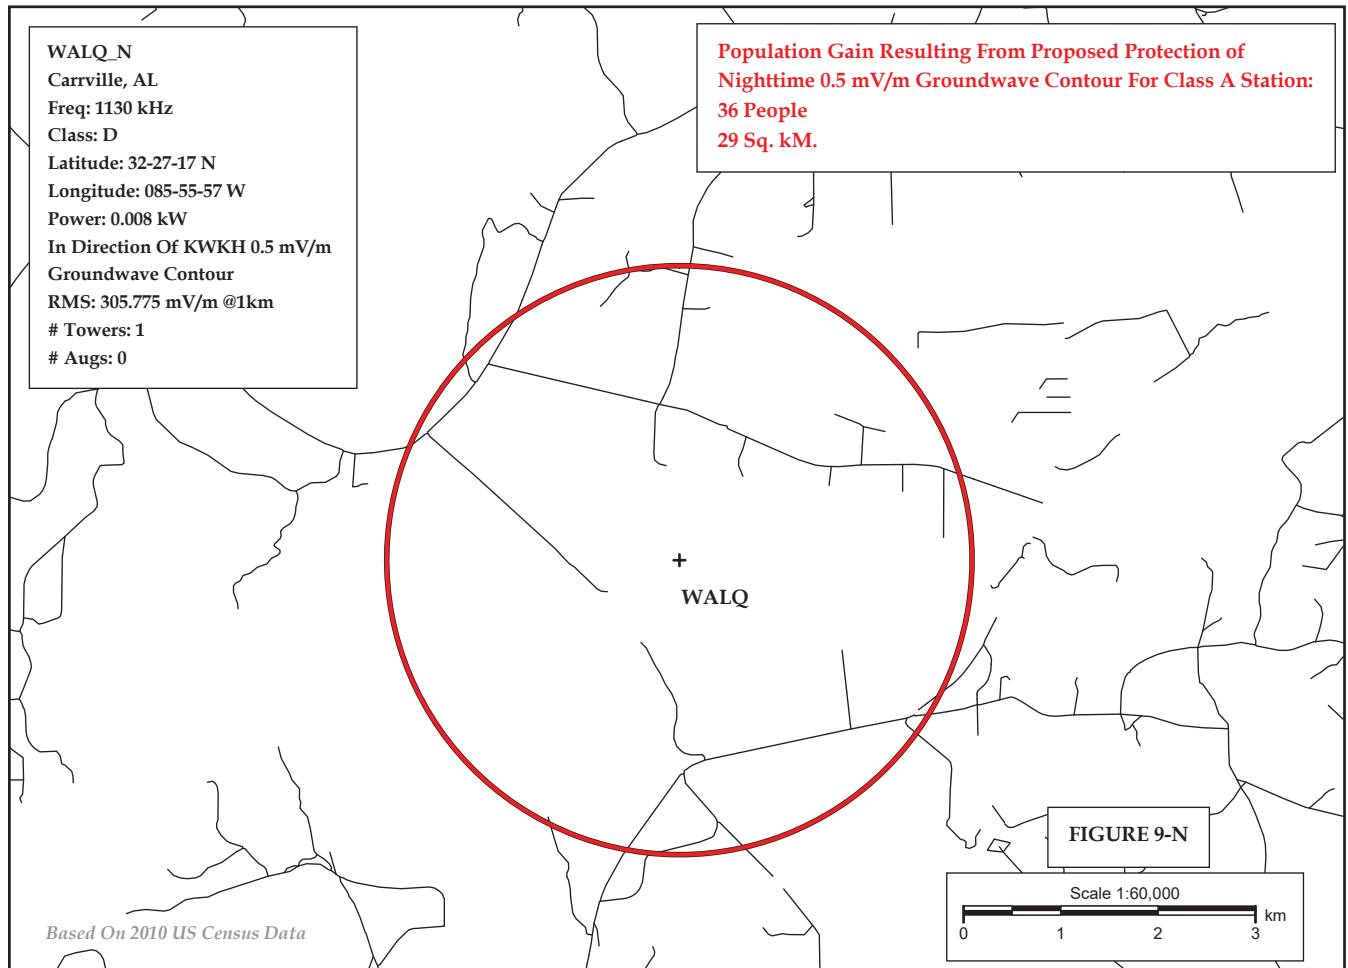 WALQ_N
Carrville, AL
Freq: 1130 kHz
Class: D
Latitude: 32-27-17 N
Longitude: 085-55-57 W
Power: 0.008 kW
In Direction Of KWKH 0.5 mV/m
Groundwave Contour
RMS: 305.775 mV/m @1km
# Towers: 1
# Augs: 0
Population Gain Resulting From Proposed Protection of
Nighttime 0.5 mV/m Groundwave Contour For Class A Station:
36 People
29 Sq. kM.
WALQ
FIGURE 9-N
Scale 1:60,000
km
0 1 2 3
Based On 2010 US Census Data